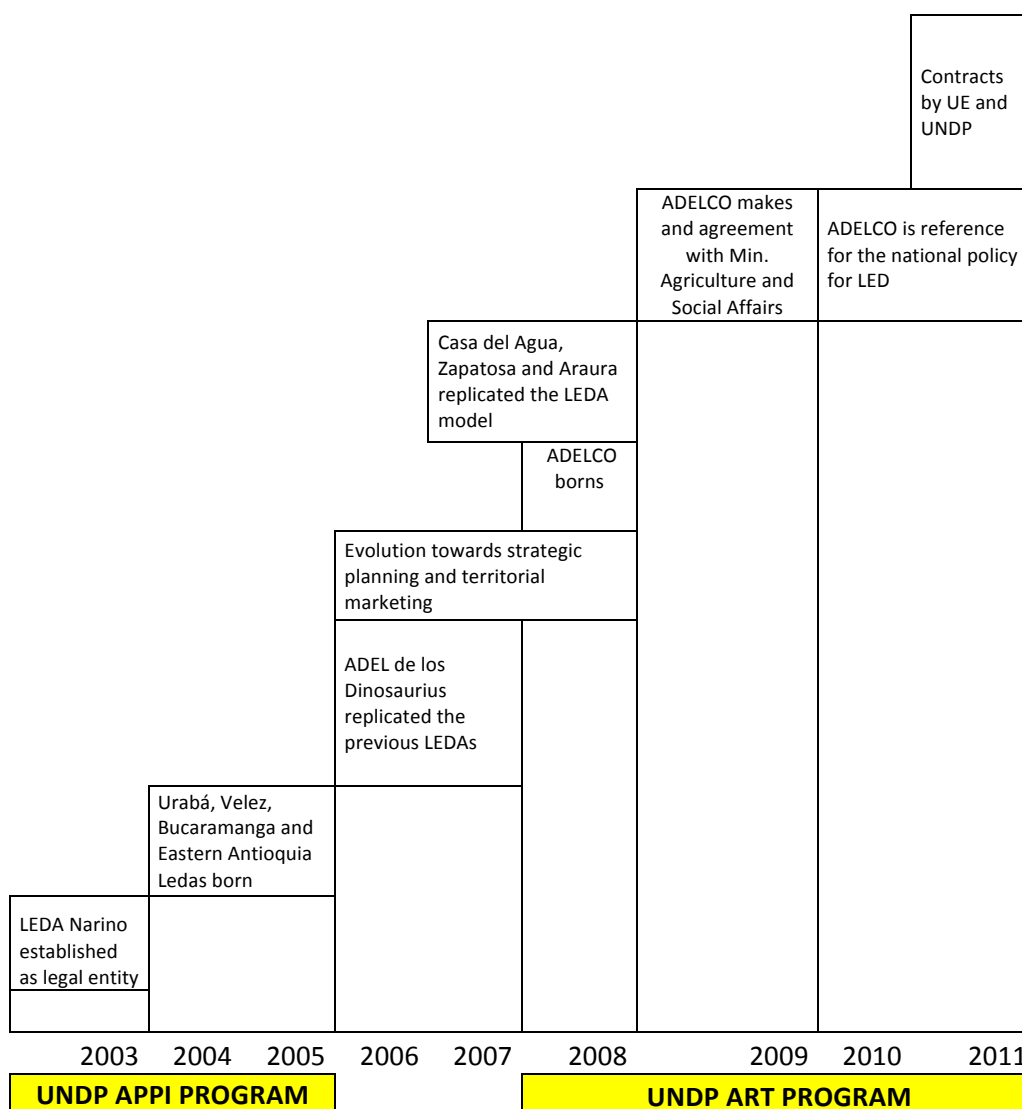 Contracts
by UE and
UNDP
ADELCO makes
and agreement
with Min.
Agriculture and
Social Affairs
ADELCO is reference
for the national policy
for LED
Casa del Agua,
Zapatosa and Araura
replicated the LEDA
model
ADELCO
borns
Evolution towards strategic
planning and territorial
marketing
ADEL de los
Dinosaurius
replicated the
previous LEDAs
Urabá, Velez,
Bucaramanga and
Eastern Antioquia
Ledas born
LEDA Narino
established
as legal entity
2003 2004 2005 2006 2007 2008 2009 2010 2011
UNDP APPI PROGRAM UNDP ART PROGRAM